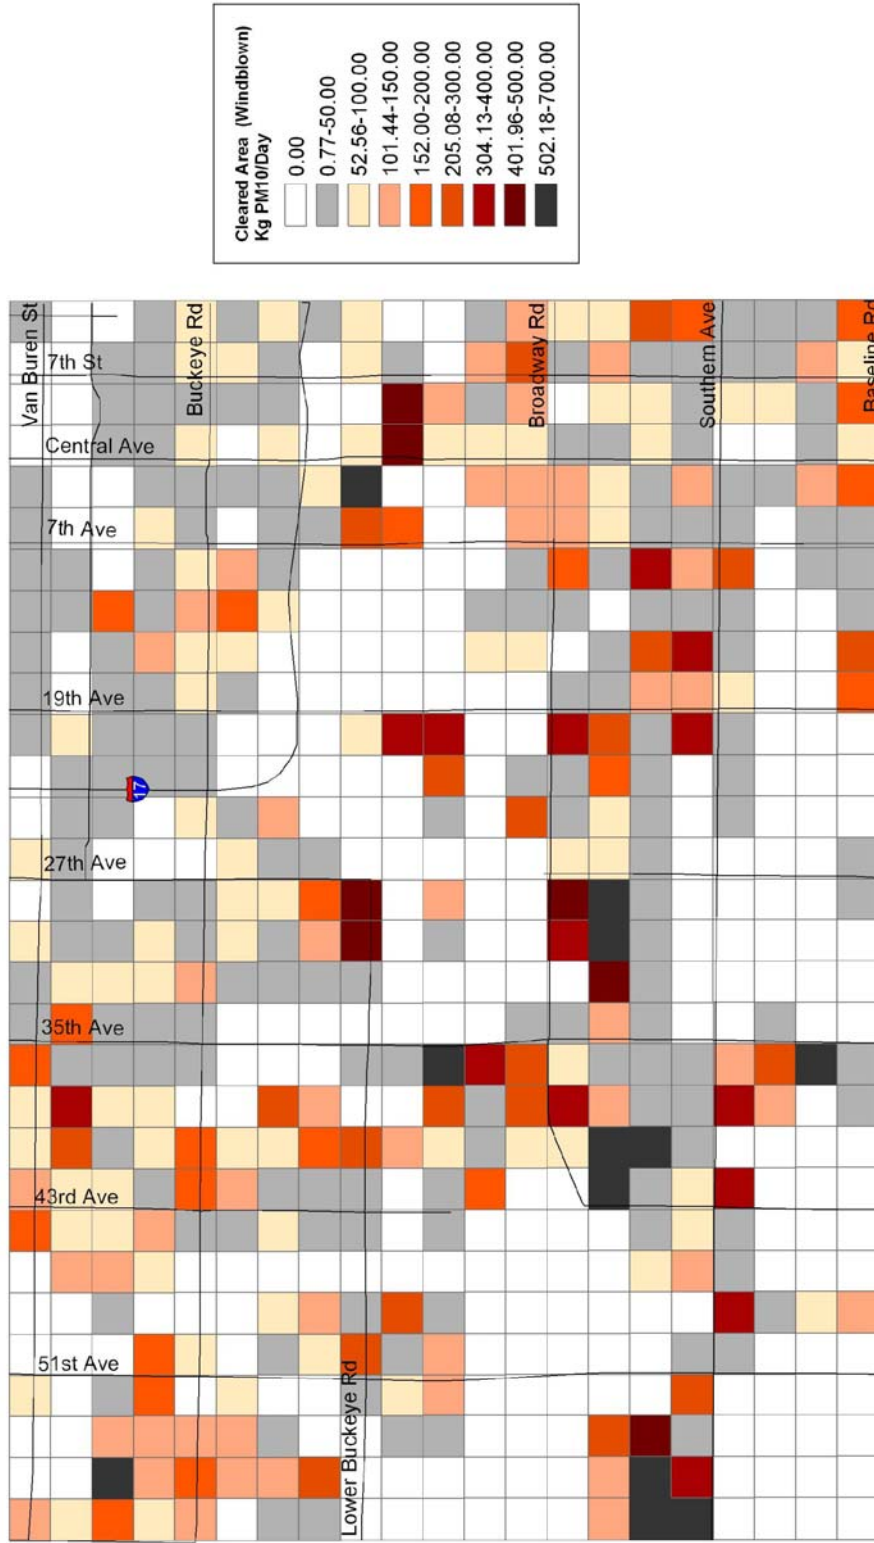 Cleared Area (Windblown)
Kg PM10/Day
0.00
0.77-50.00
52.56-100.00
101.44-150.00
152.00-200.00
205.08-300.00
304.13-400.00
401.96-500.00
502.18-700.00
Van Buren St
Buckeye Rd
Broadway Rd
Southern Ave
Baseline Rd
7th St
Central Ave
7th Ave
19th Ave
17
27th Ave
35th Ave
43rd Ave
51st Ave
Lower Buckeye Rd